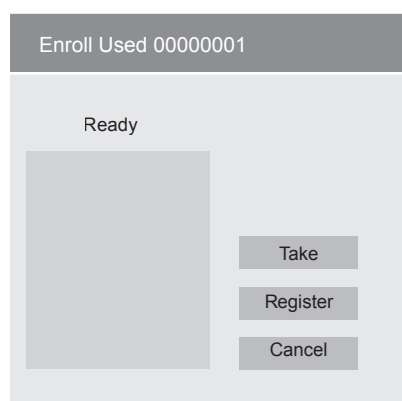 Enroll Used 00000001
Ready
Take
Register
Cancel